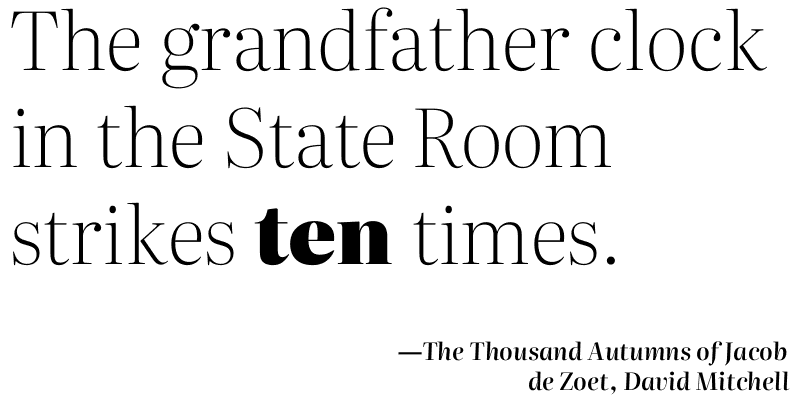 The grandfather clock
in the State Room
strikes ten times.
—The Thousand Autumns of Jacob
de Zoet, David Mitchell